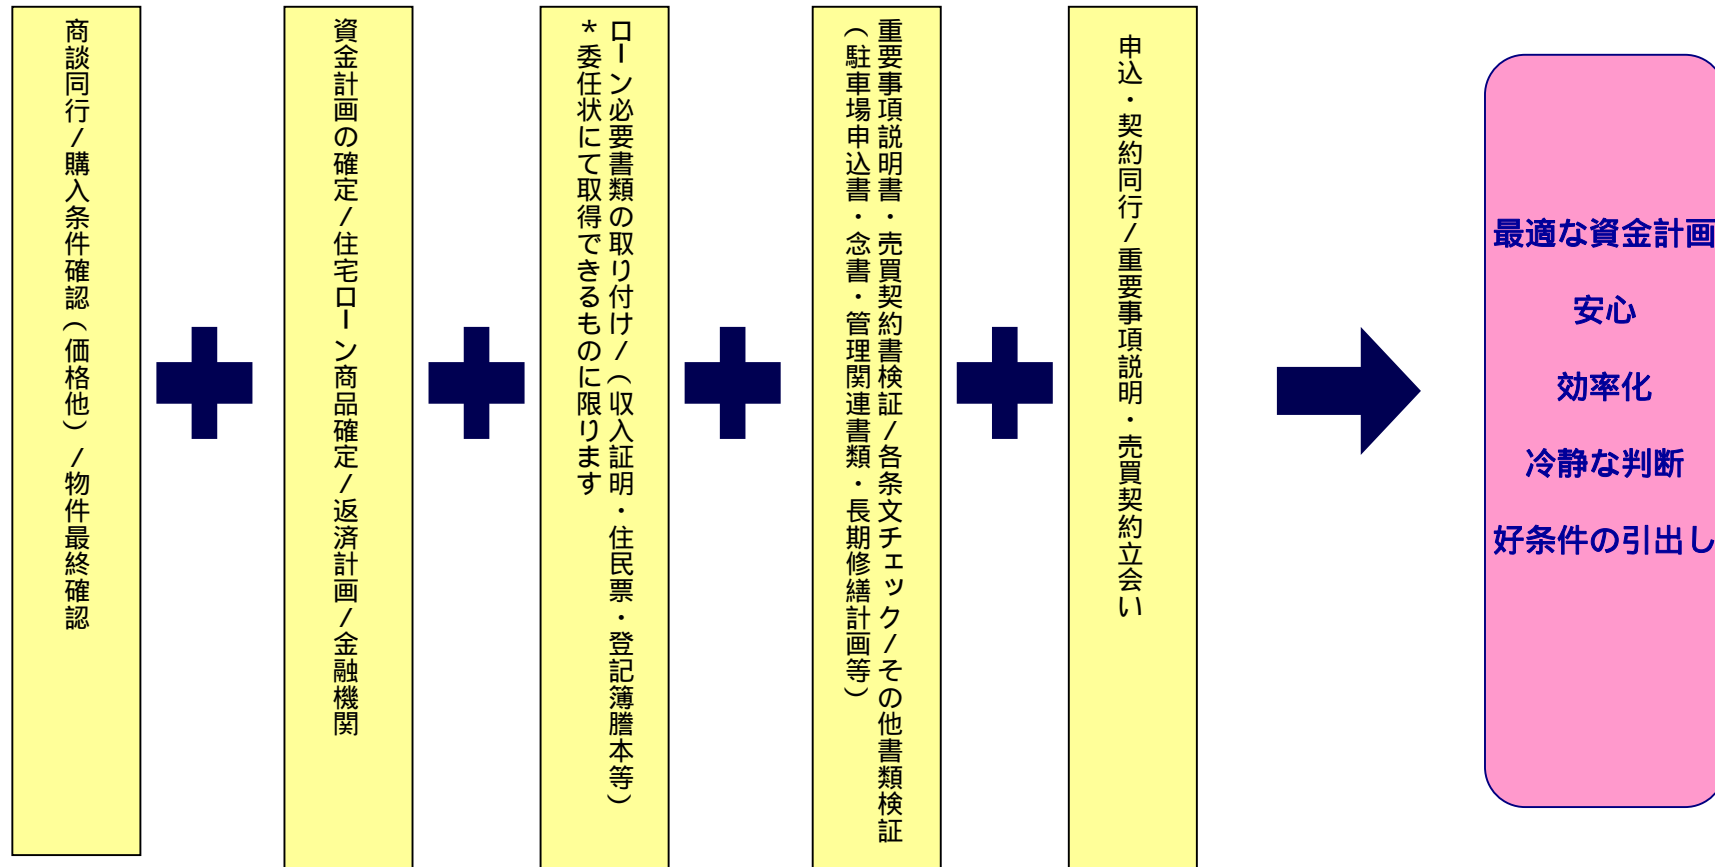 商談同行/購入条件確認(価格他)/物件最終確認
資金計画の確定/住宅ローン商品確定/返済計画/金融機関
ローン必要書類の取り付け/(収入証明・住民票・登記簿謄本等)
*委任状にて取得できるものに限ります
重要事項説明書・売買契約書検証/各条文チェック/その他書類検証
(駐車場申込書・念書・管理関連書類・長期修繕計画等)
申込・契約同行/重要事項説明・売買契約立会い
最適な資金計画
安心
効率化
冷静な判断
好条件の引出し